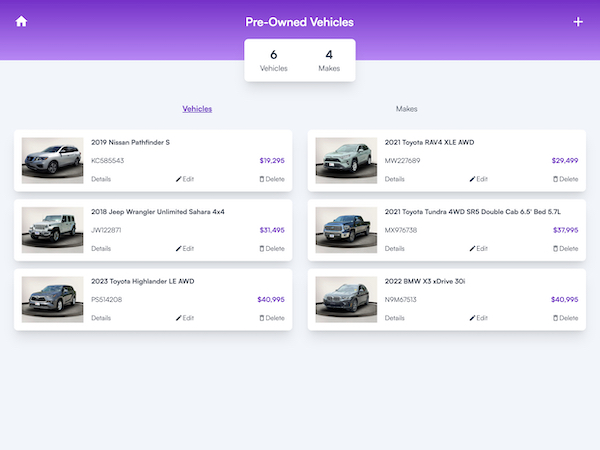 Pre-Owned Vehicles
6
Vehicles
4
Makes
Vehicles
Makes
2019 Nissan Pathfinder S
KC585543
$19,295
Details
Edit
Delete
2021 Toyota RAV4 XLE AWD
MW227689
$29,499
Details
Edit
Delete
2018 Jeep Wrangler Unlimited Sahara 4x4
JW122871
$31,495
Details
Edit
Delete
2021 Toyota Tundra 4WD SR5 Double Cab 6.5' Bed 5.7L
MX976738
$37,995
Details
Edit
Delete
2023 Toyota Highlander LE AWD
PS514208
$40,995
Details
Edit
Delete
2022 BMW X3 xDrive 30i
N9M67513
$40,995
Details
Edit
Delete